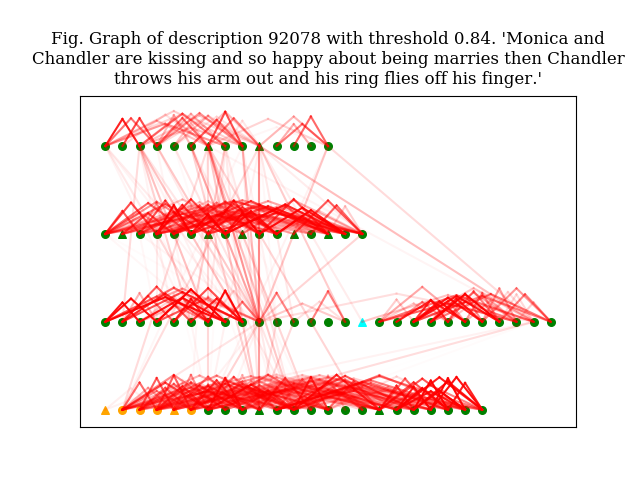 Fig. Graph of description 92078 with threshold 0.84. 'Monica and
Chandler are kissing and so happy about being marries then Chandler
throws his arm out and his ring flies off his finger.'